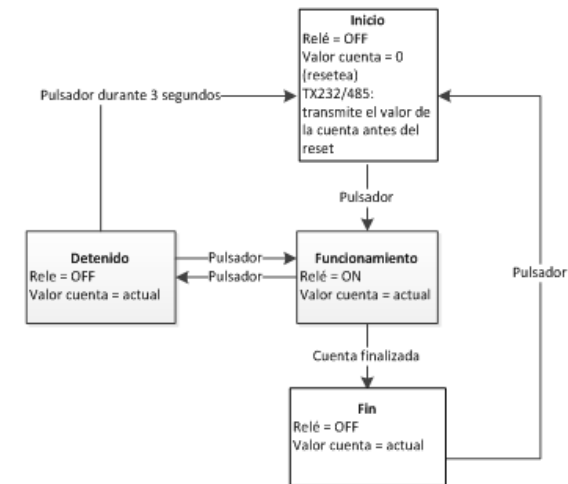 Inicio
Relé = OFF
Valor cuenta = 0
(resetea)
TX232/485:
transmite el valor de
la cuenta antes del
reset
Pulsador durante 3 segundos
Pulsador
Detenido
Rele = OFF
Valor cuenta = actual
Pulsador
Pulsador
Funcionamiento
Relé = ON
Valor cuenta = actual
Pulsador
Cuenta finalizada
Fin
Relé = OFF
Valor cuenta = actual